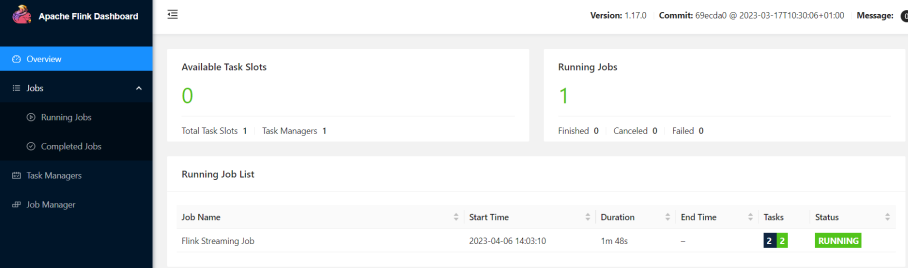 Apache Flink Dashboard
Version: 1.17.0 Commit: 69ecda0 @ 2023-03-17T10:30:06+01:00 Message: 0
Overview
Jobs
Running Jobs
Completed Jobs
Task Managers
Job Manager
Available Task Slots
0
Total Task Slots 1 Task Managers 1
Running Jobs
1
Finished 0 Canceled 0 Failed 0
Running Job List
Job Name Start Time Duration End Time Tasks Status
Flink Streaming Job 2023-04-06 14:03:10 1m 48s – 2 2 RUNNING